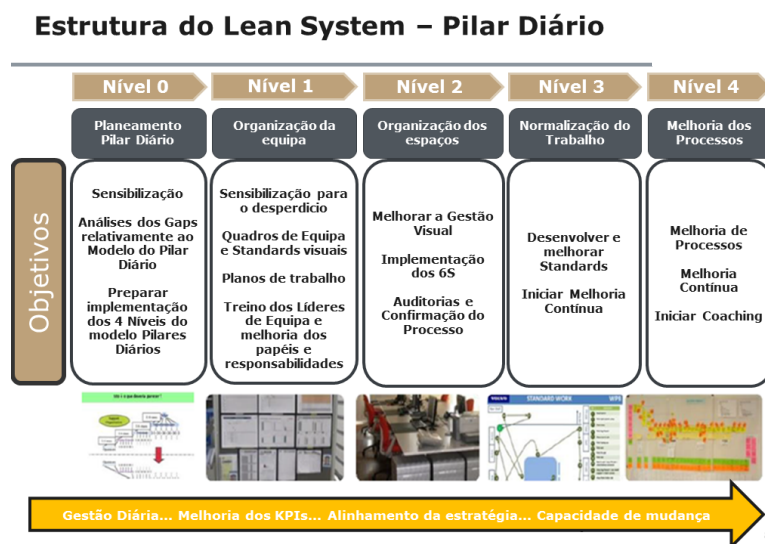 Estrutura do Lean System – Pilar Diário
Nível 0
Nível 1
Nível 2
Nível 3
Nível 4
Planeamento
Pilar Diário
Organização da
equipa
Organização dos
espaços
Normalização do
Trabalho
Melhoria dos
Processos
Objetivos
Sensibilização
Análises dos Gaps
relativamente ao
Modelo do Pilar
Diário
Preparar
implementação
dos 4 Níveis do
modelo Pilares
Diários
Sensibilização para
o desperdicio
Quadros de Equipa
e Standards visuais
Planos de trabalho
Treino dos Líderes
de Equipa e
melhoria dos
papéis e
responsabilidades
Melhorar a Gestão
Visual
Implementação
dos 6S
Auditorias e
Confirmação do
Processo
Desenvolver e
melhorar
Standards
Iniciar Melhoria
Contínua
Melhoria de
Processos
Melhoria
Contínua
Iniciar Coaching
VOLVO
STANDARD WORK
Gestão Diária... Melhoria dos KPIs... Alinhamento da estratégia... Capacidade de mudança